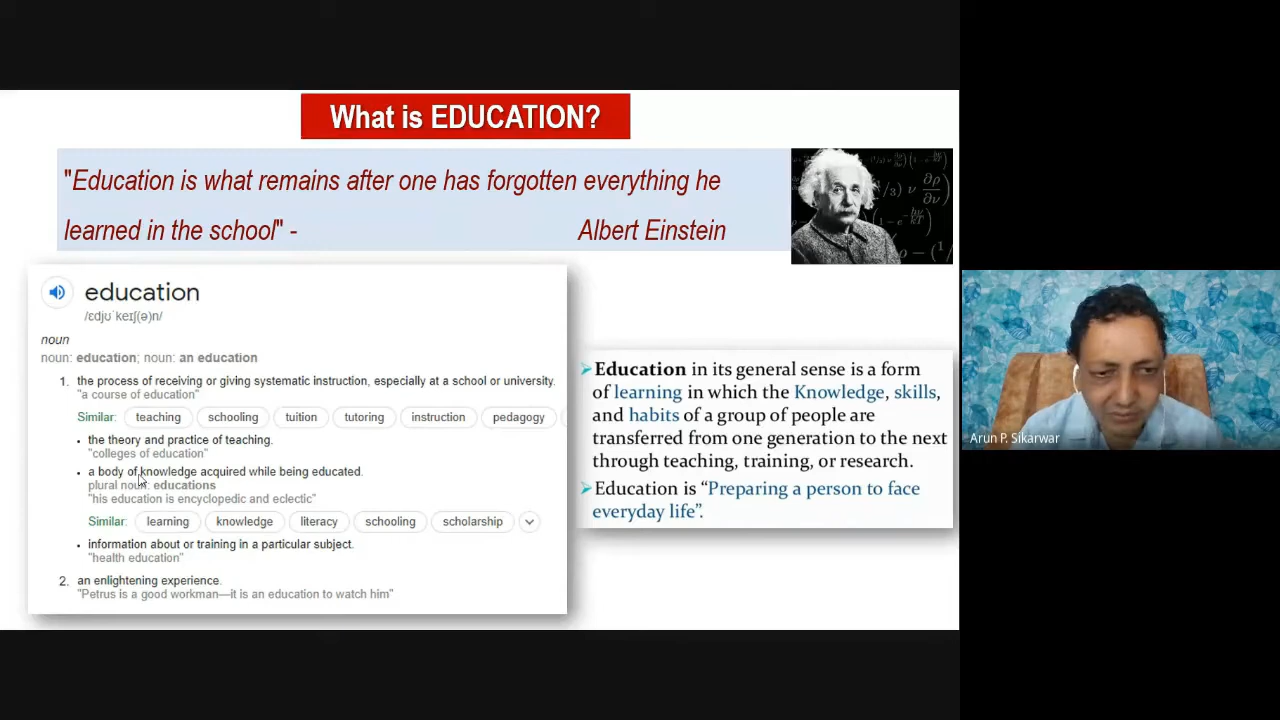 What is EDUCATION?
"Education is what remains after one has forgotten everything he
learned in the school" - Albert Einstein
education
/ɛdjʊˈkeɪʃ(ə)n/
noun
noun: education; noun: an education
1. the process of receiving or giving systematic instruction, especially at a school or university.
"a course of education"
Similar: teaching schooling tuition tutoring instruction pedagogy
• the theory and practice of teaching.
"colleges of education"
• a body of knowledge acquired while being educated.
plural noun: educations
"his education is encyclopedic and eclectic"
Similar: learning knowledge literacy schooling scholarship
• information about or training in a particular subject.
"health education"
2. an enlightening experience.
"Petrus is a good workman—it is an education to watch him"
Education in its general sense is a form
of learning in which the Knowledge, skills,
and habits of a group of people are
transferred from one generation to the next
through teaching, training, or research.
Education is “Preparing a person to face
everyday life”.
Arun P. Sikarwar